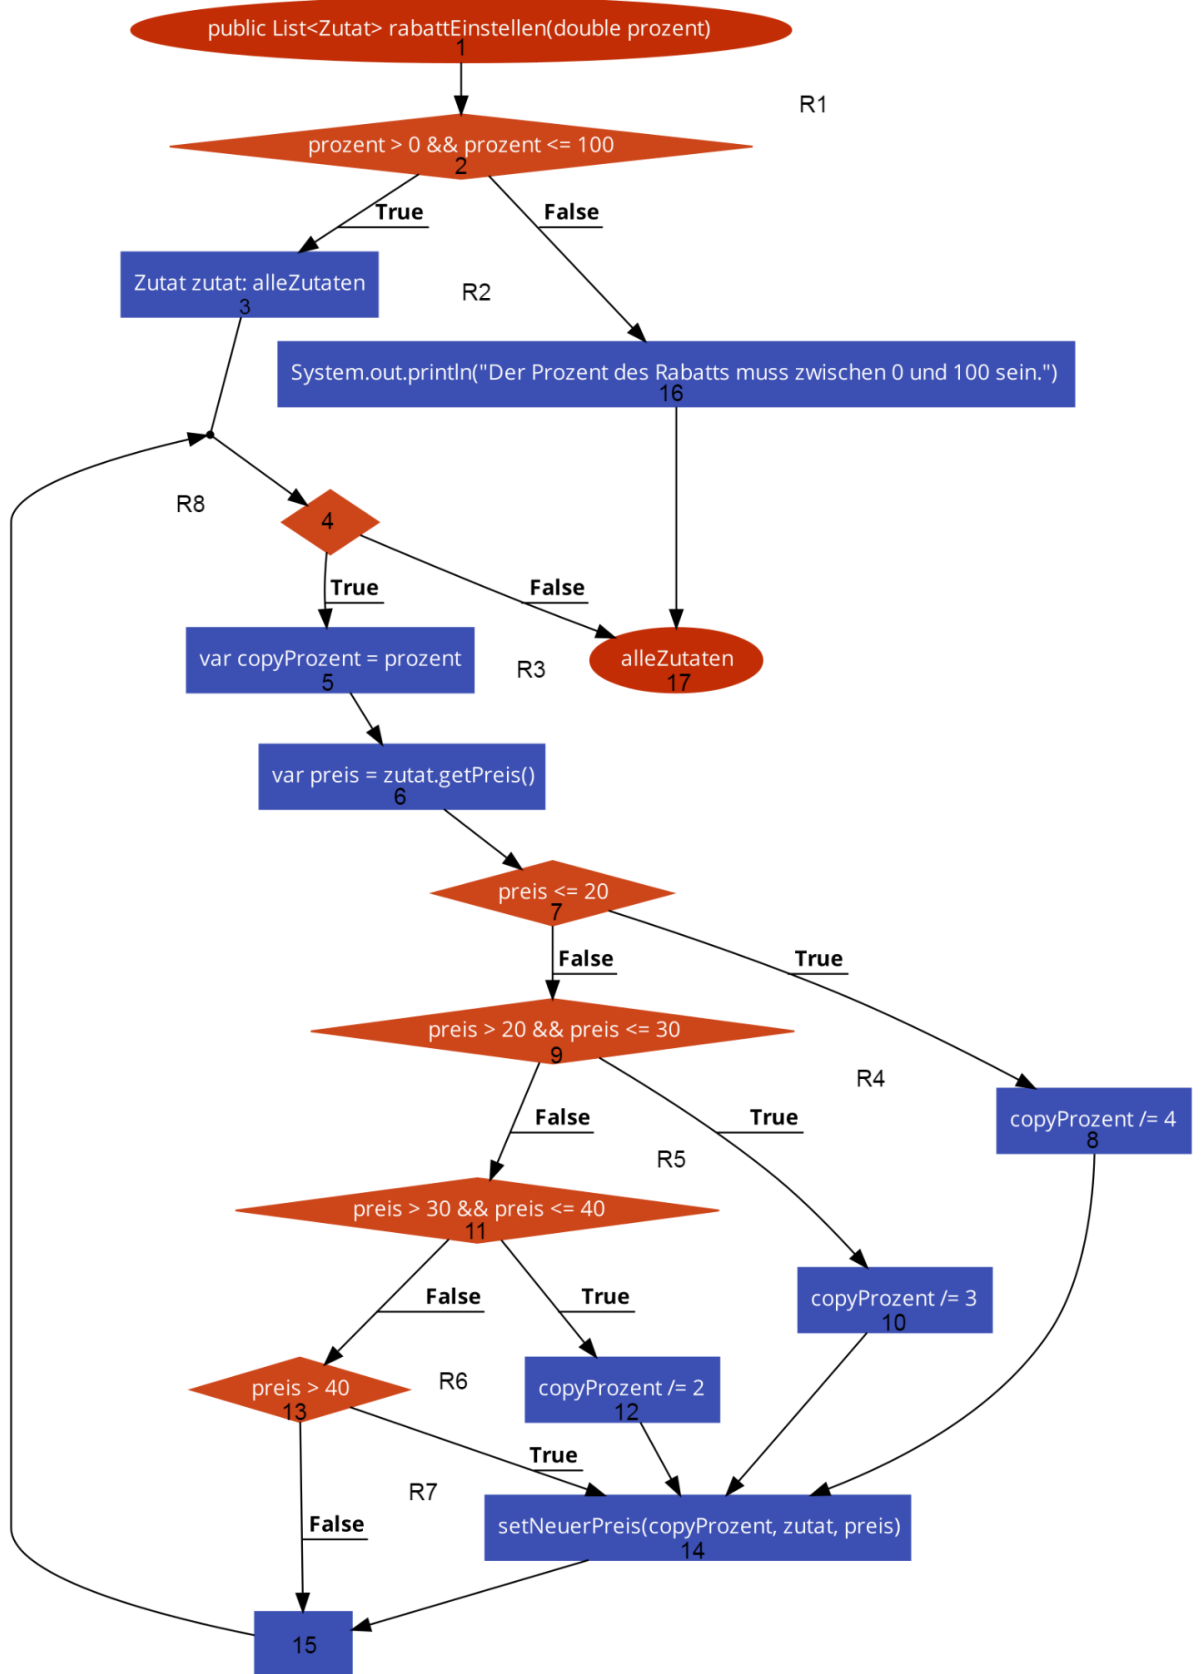 public List<Zutat> rabattEinstellen(double prozent)
1
R1
prozent > 0 && prozent <= 100
2
True
False
Zutat zutat: alleZutaten
3
R2
System.out.println("Der Prozent des Rabatts muss zwischen 0 und 100 sein.")
16
R8
4
True
False
var copyProzent = prozent
5
R3
alleZutaten
17
var preis = zutat.getPreis()
6
preis <= 20
7
False
True
preis > 20 && preis <= 30
9
R4
False
True
copyProzent /= 4
8
R5
preis > 30 && preis <= 40
11
False
True
copyProzent /= 3
10
preis > 40
13
R6
copyProzent /= 2
12
True
R7
False
setNeuerPreis(copyProzent, zutat, preis)
14
15